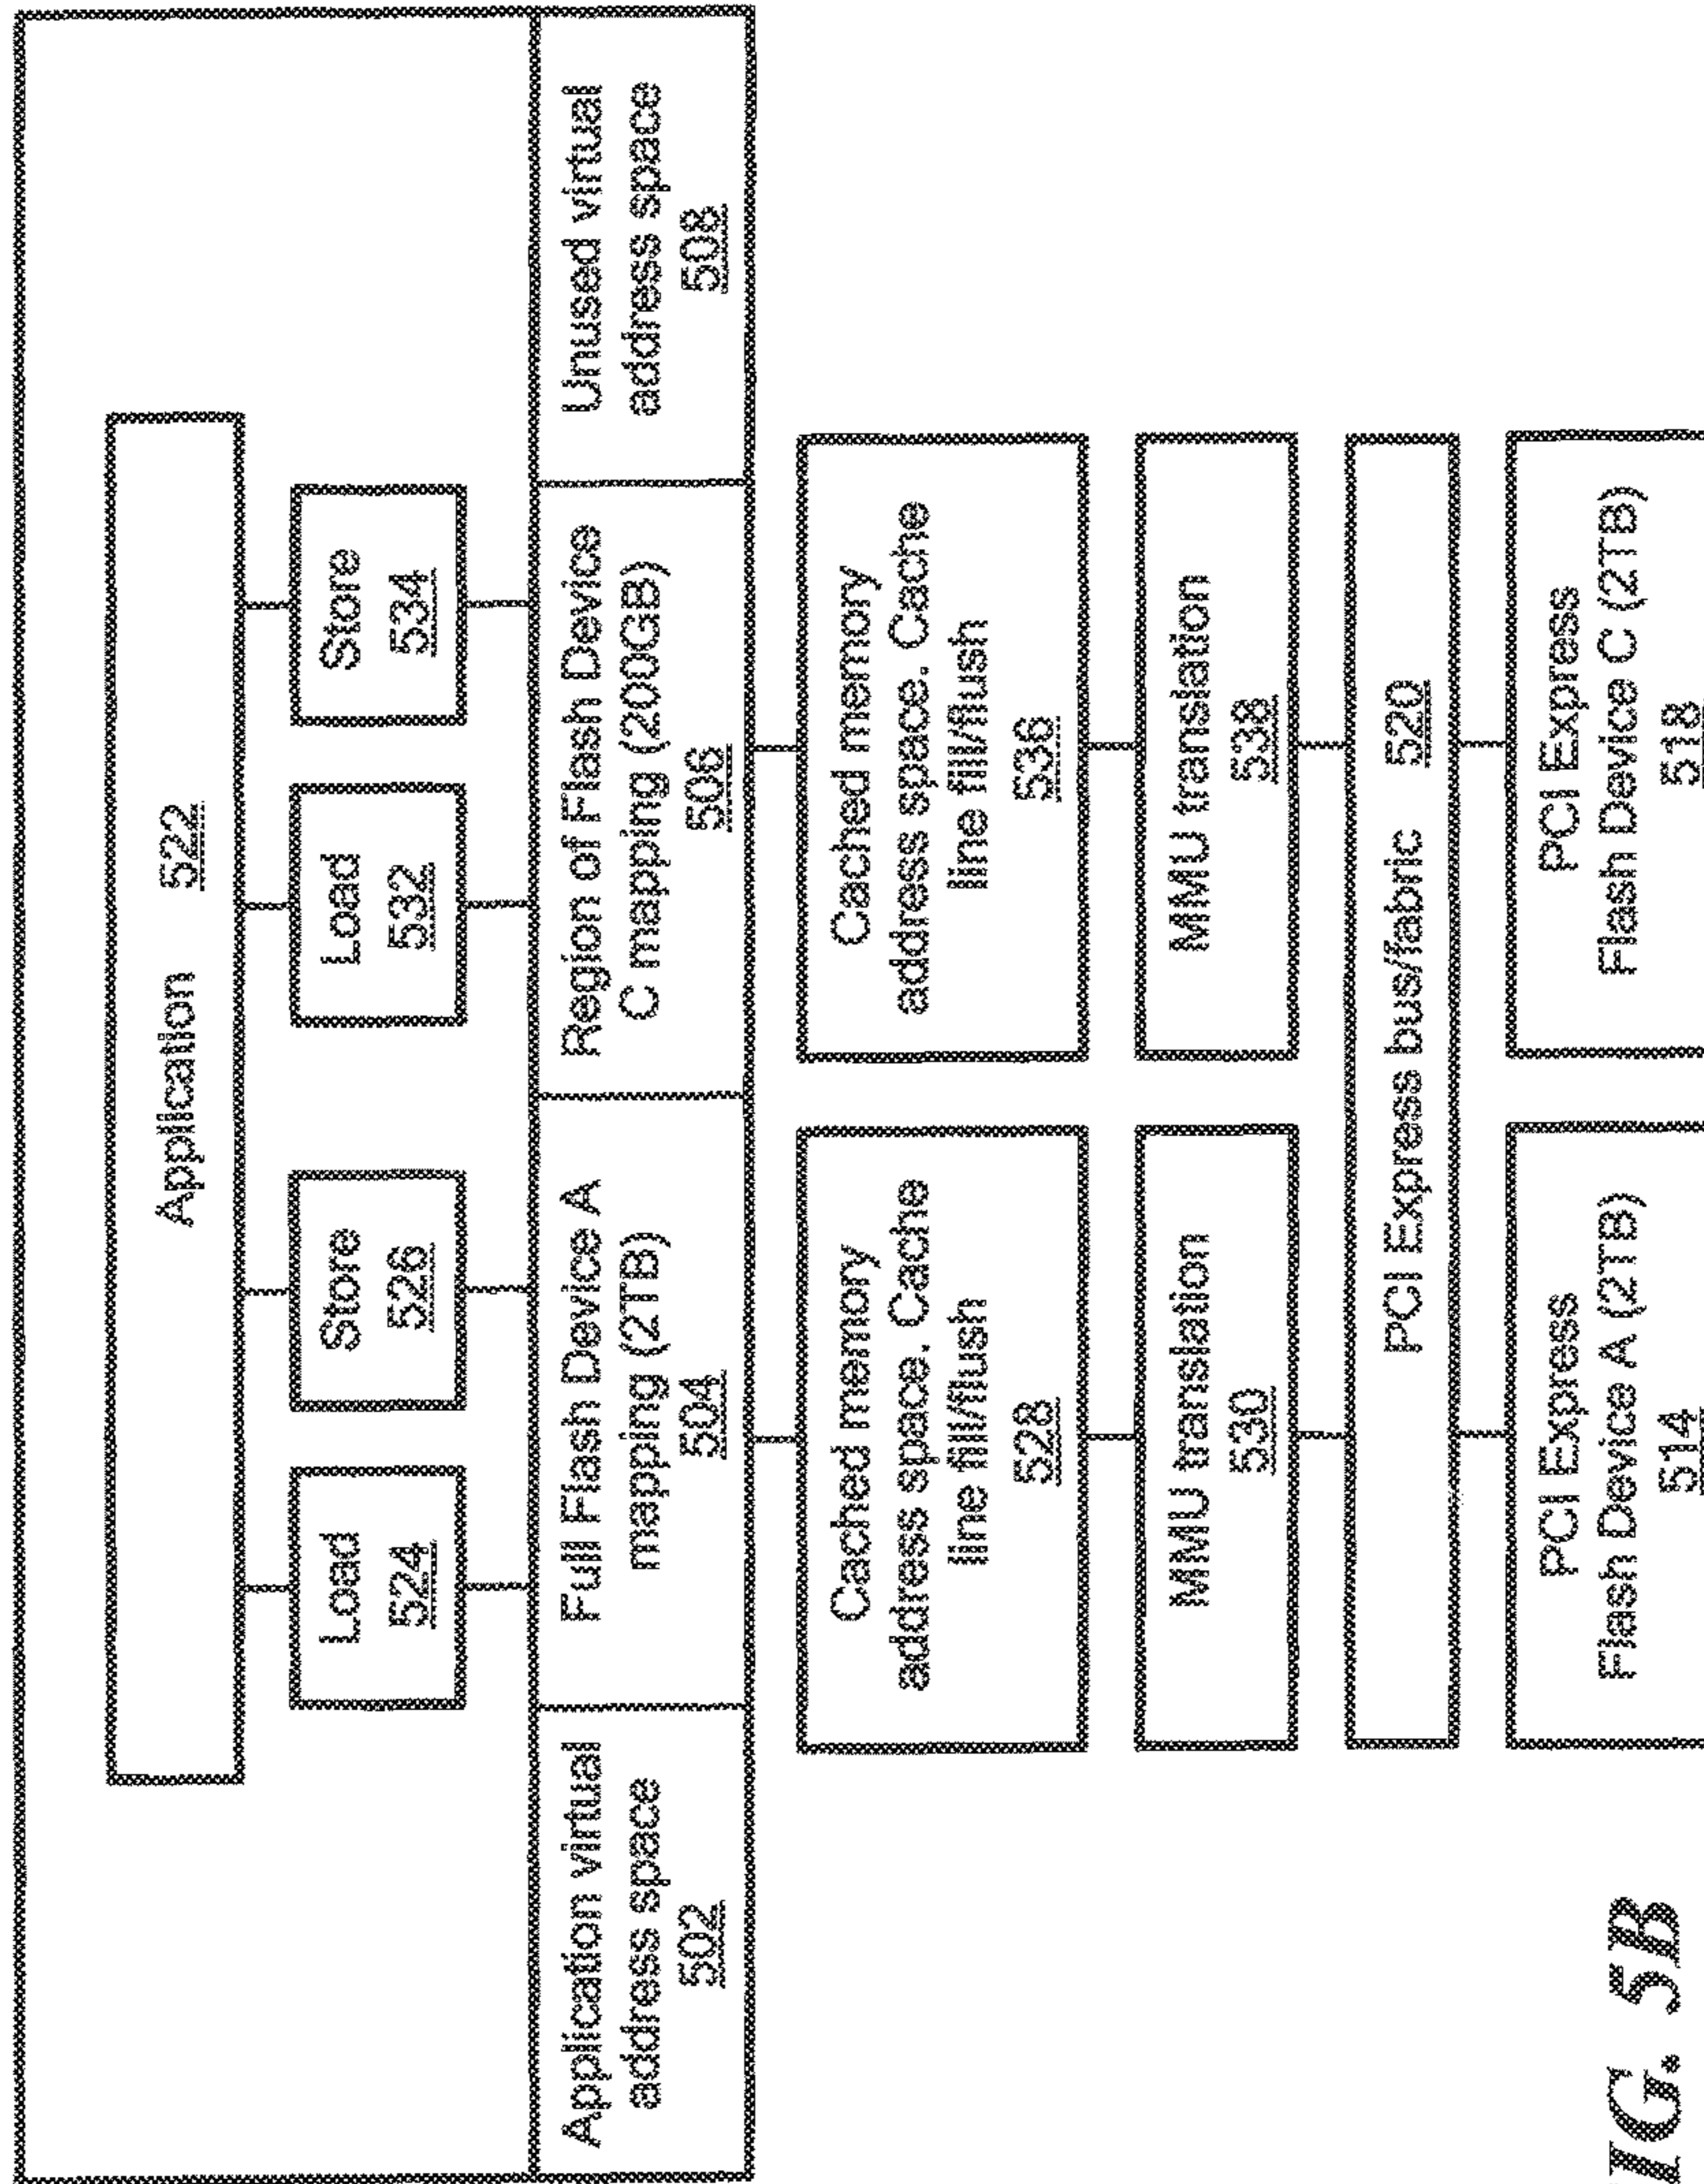 Application 522
Load
524
Store
526
Load
532
Store
534
Application virtual
address space
502
Full Flash Device A
mapping (2TB)
504
Region of Flash Device
C mapping (200GB)
506
Unused virtual
address space
508
Cached memory
address space. Cache
line fill/flush
528
Cached memory
address space. Cache
line fill/flush
536
MMU translation
530
MMU translation
538
PCI Express bus/fabric 520
PCI Express
Flash Device A (2TB)
514
PCI Express
Flash Device C (2TB)
518
IG. 5B